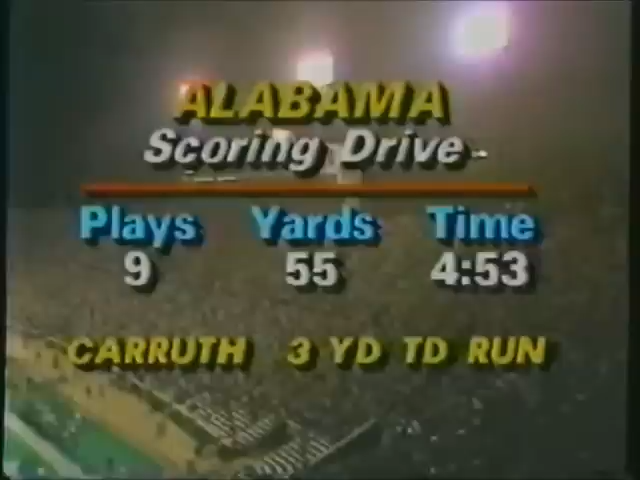 ALABAMA
Scoring Drive
Plays Yards Time
9 55 4:53
CARRUTH 3 YD TD RUN